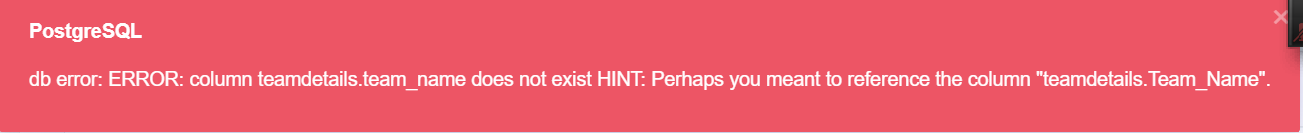 PostgreSQL
db error: ERROR: column teamdetails.team_name does not exist HINT: Perhaps you meant to reference the column "teamdetails.Team_Name".